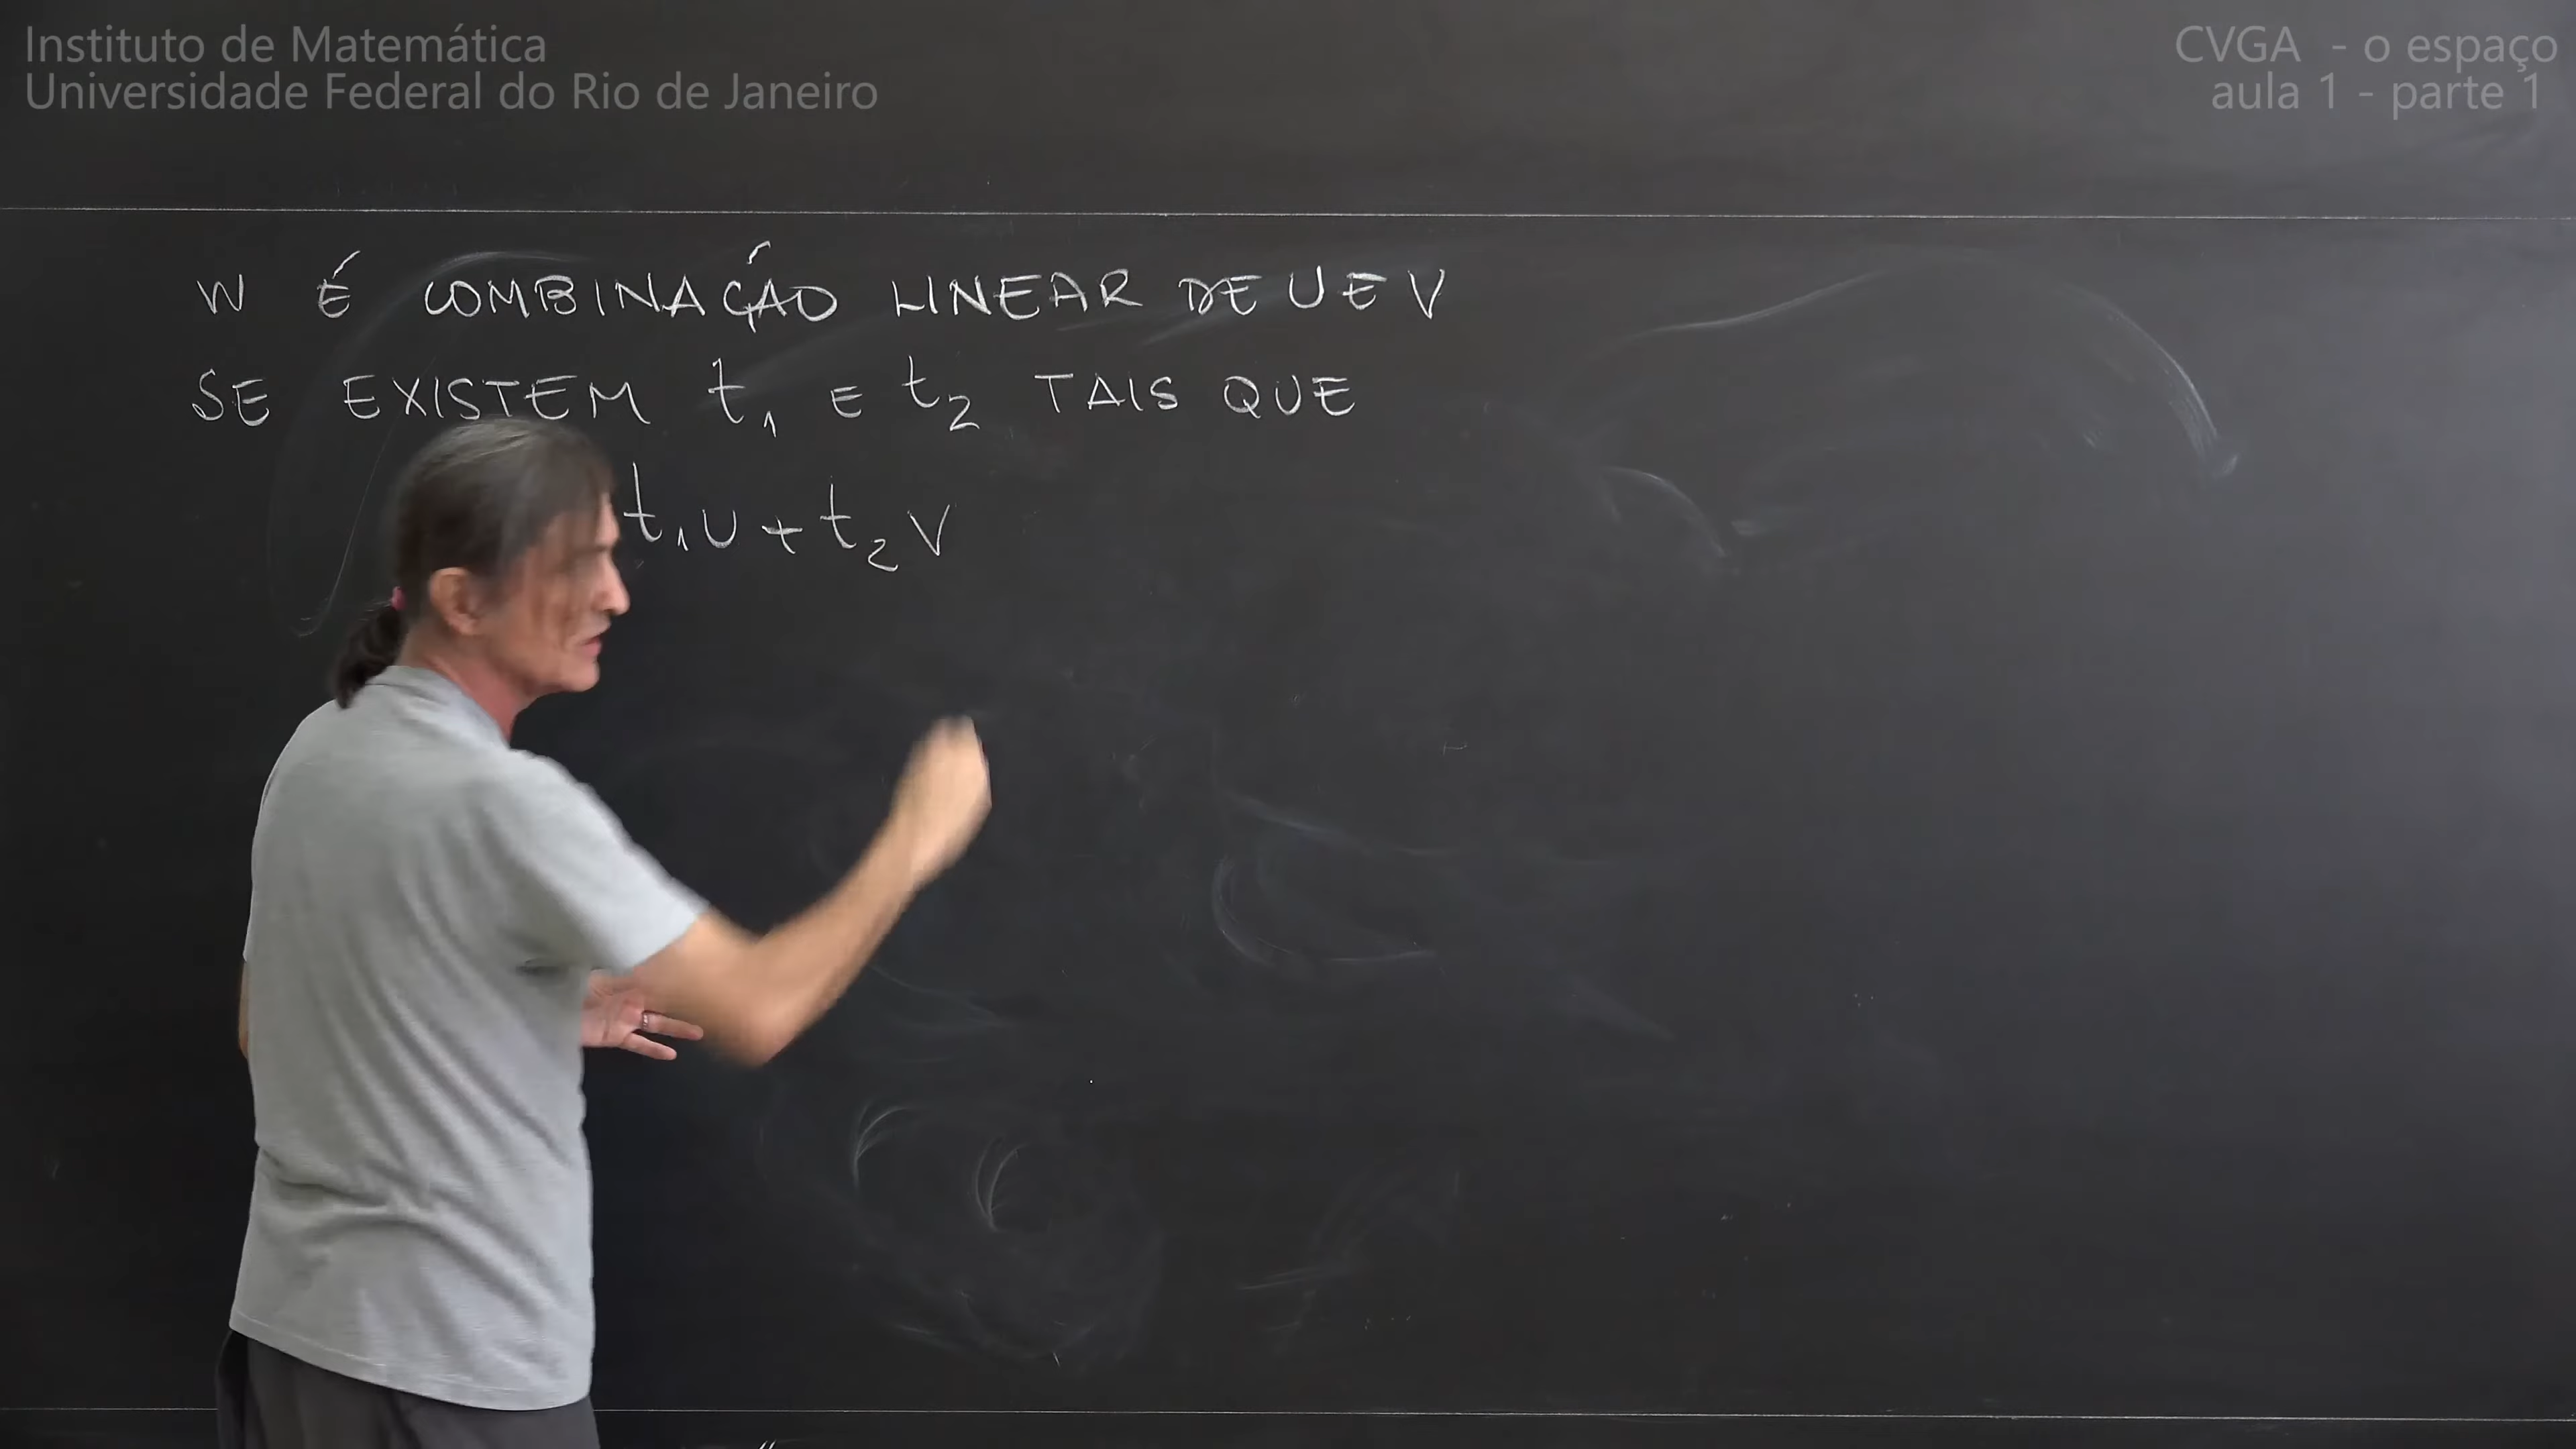 Instituto de Matemática
Universidade Federal do Rio de Janeiro
CVGA - o espaço
aula 1 - parte 1
W É COMBINAÇÃO LINEAR DE U E V
SE EXISTEM t₁ E t₂ TAIS QUE
t₁U + t₂V